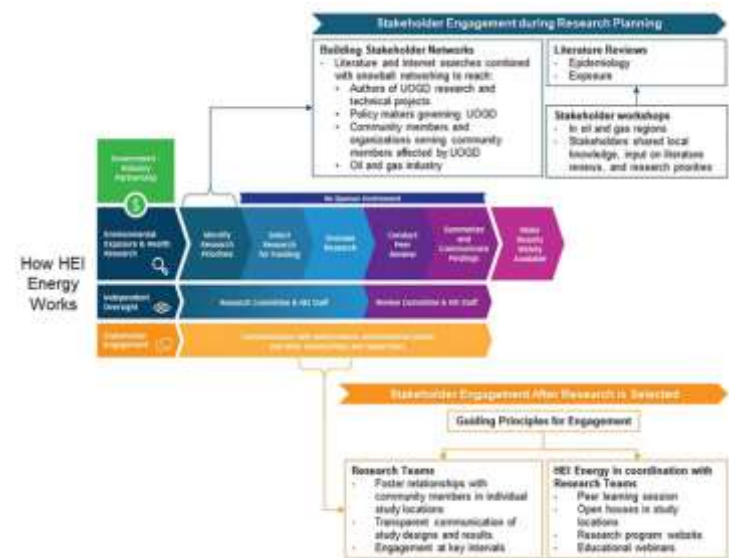 Stakeholder Engagement during Research Planning
Building Stakeholder Networks
- Literature and internet searches combined
with snowball networking to reach:
• Authors of UOGD research and
technical projects
• Policy makers governing UOGD
• Community members and
organizations serving community
members affected by UOGD
• Oil and gas industry
Literature Reviews
- Epidemiology
- Exposure
Stakeholder workshops
- In oil and gas regions
- Stakeholders shared local
knowledge, input on literature
reviews, and research priorities
How HEI
Energy
Works
Government
Industry
Partnership
$
No Sponsor Involvement
Environmental
Exposure & Health
Research
Identify
Research
Priorities
Select
Research
for Funding
Oversee
Research
Conduct
Peer
Review
Summarize
and
Communicate
Findings
Make
Results
Widely
Available
Independent
Oversight
Research Committee & HEI Staff
Review Committee & HEI Staff
Stakeholder
Engagement
Stakeholder Engagement After Research is Selected
Guiding Principles for Engagement
Research Teams
- Foster relationships with
community members in individual
study locations
- Transparent communication of
study designs and results
- Engagement at key intervals
HEI Energy in coordination with
Research Teams
- Peer learning session
- Open houses in study
locations
- Research program website
- Educational webinars